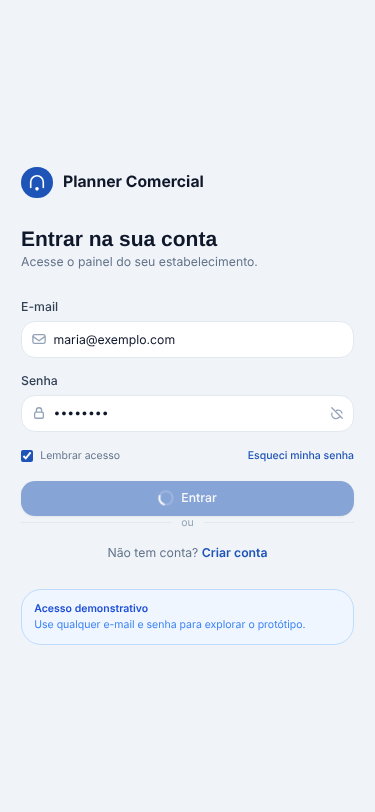 Planner Comercial
Entrar na sua conta
Acesse o painel do seu estabelecimento.
E-mail
maria@exemplo.com
Senha
••••••••
Lembrar acesso
Esqueci minha senha
Entrar
ou
Não tem conta? Criar conta
Acesso demonstrativo
Use qualquer e-mail e senha para explorar o protótipo.